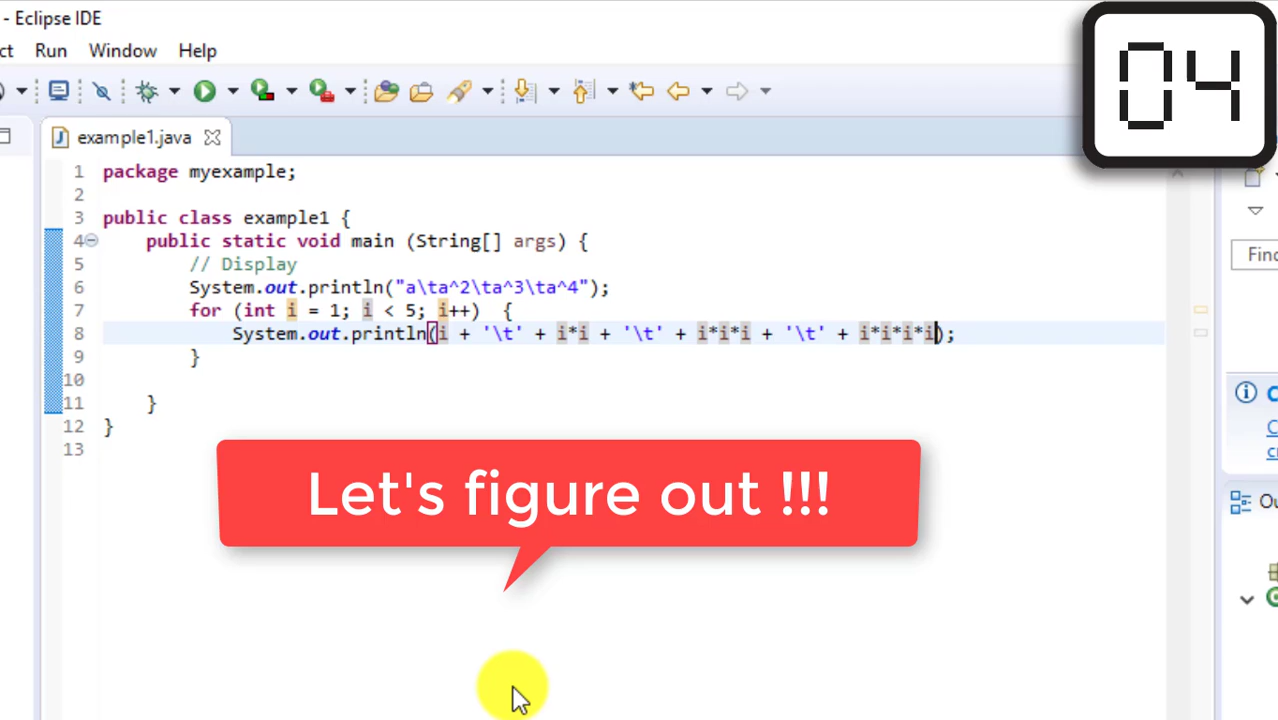 - Eclipse IDE
ct Run Window Help
04
example1.java
1 package myexample;
2
3 public class example1 {
4 public static void main (String[] args) {
5 // Display
6 System.out.println("a\ta^2\ta^3\ta^4");
7 for (int i = 1; i < 5; i++) {
8 System.out.println(i + '\t' + i*i + '\t' + i*i*i + '\t' + i*i*i*i);
9 }
10
11 }
12 }
13
Let's figure out !!!
Find
Ou